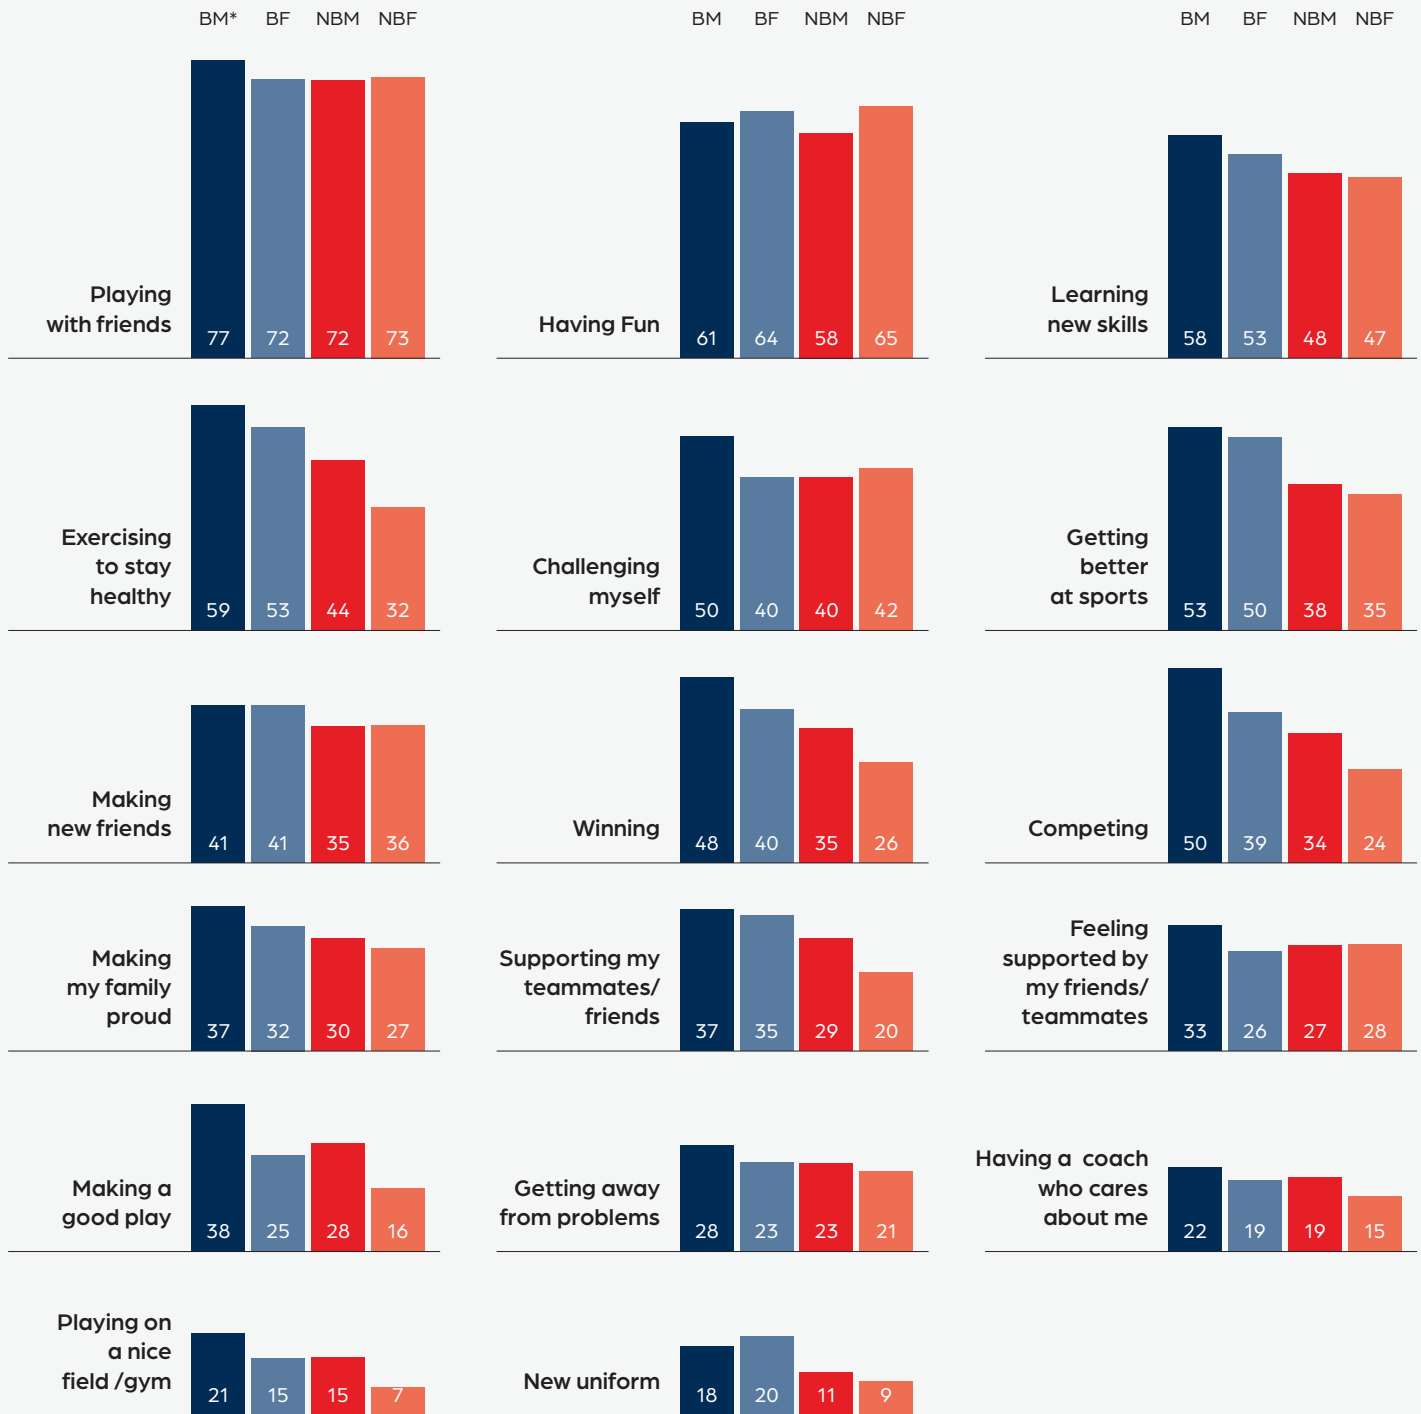 BM* BF NBM NBF
BM BF NBM NBF
BM BF NBM NBF
Playing
with friends
77 72 72 73
Having Fun
61 64 58 65
Learning
new skills
58 53 48 47
Exercising
to stay
healthy
59 53 44 32
Challenging
myself
50 40 40 42
Getting
better
at sports
53 50 38 35
Making
new friends
41 41 35 36
Winning
48 40 35 26
Competing
50 39 34 24
Making
my family
proud
37 32 30 27
Supporting my
teammates/
friends
37 35 29 20
Feeling
supported by
my friends/
teammates
33 26 27 28
Making a
good play
38 25 28 16
Getting away
from problems
28 23 23 21
Having a coach
who cares
about me
22 19 19 15
Playing on
a nice
field /gym
21 15 15 7
New uniform
18 20 11 9